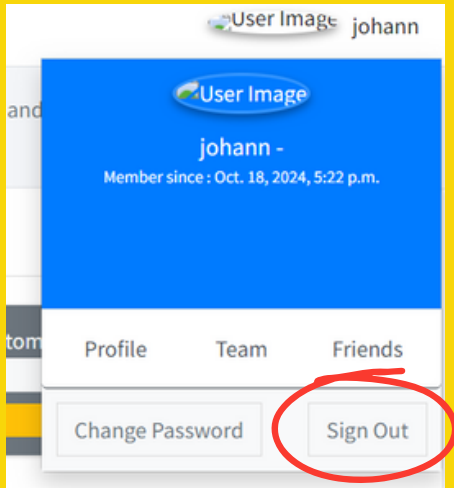 User Image johann
and
User Image
johann -
Member since : Oct. 18, 2024, 5:22 p.m.
tom
Profile Team Friends
Change Password Sign Out